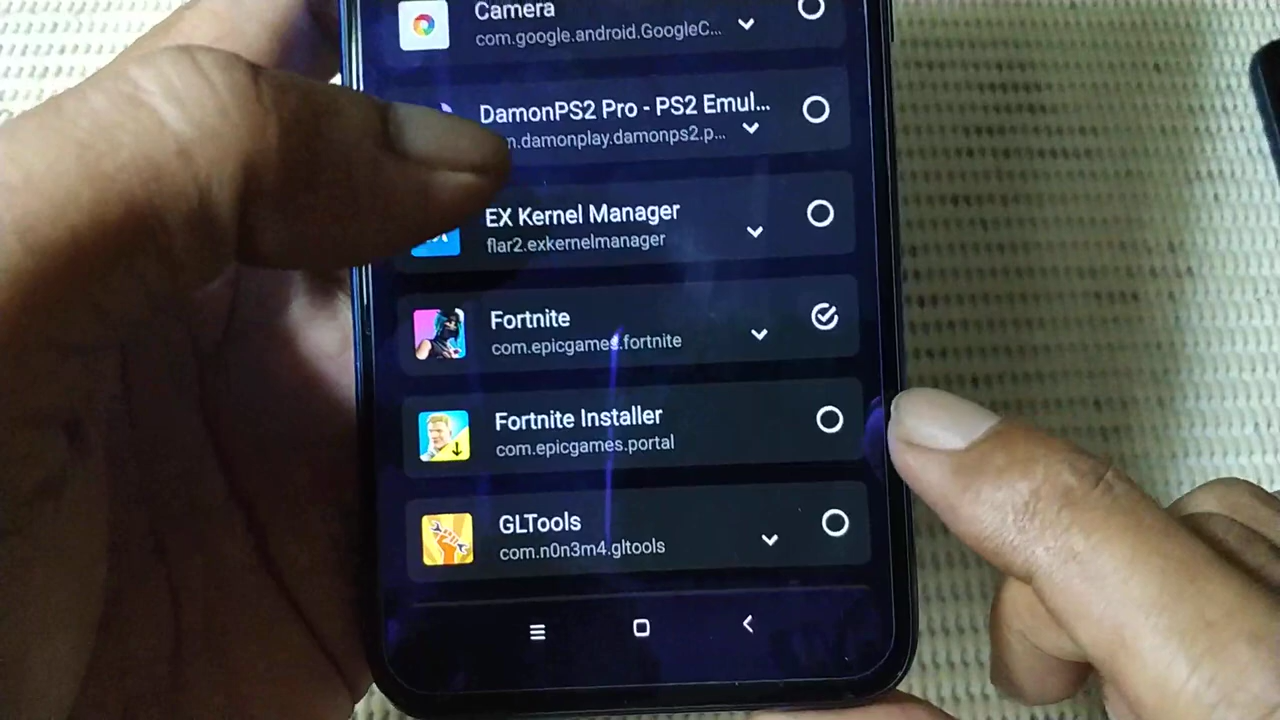 Camera
com.google.android.GoogleC...
DamonPS2 Pro - PS2 Emul...
m.damonplay.damonps2.p...
EX Kernel Manager
flar2.exkernelmanager
Fortnite
com.epicgames.fortnite
Fortnite Installer
com.epicgames.portal
GLTools
com.n0n3m4.gltools